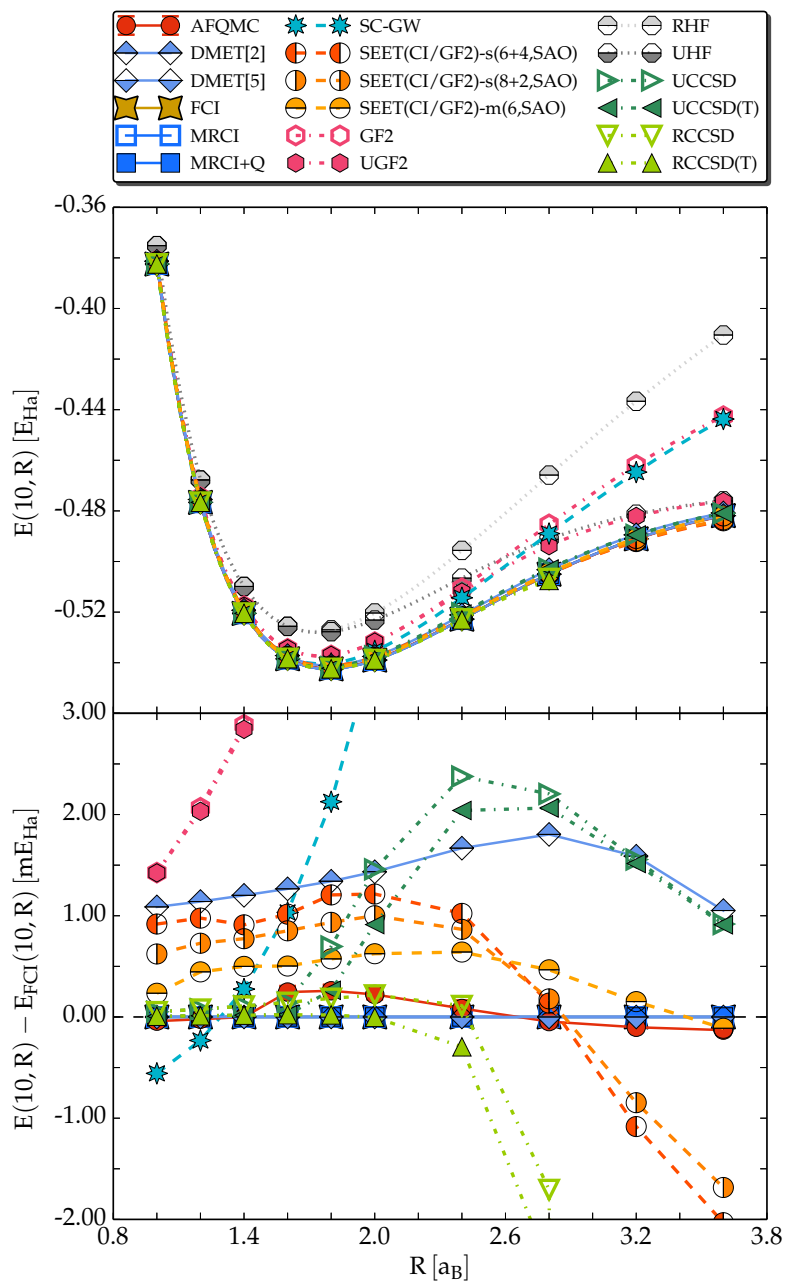 AFQMC
DMET[2]
DMET[5]
FCI
MRCI
MRCI+Q
SC-GW
SEET(CI/GF2)-s(6+4,SAO)
SEET(CI/GF2)-s(8+2,SAO)
SEET(CI/GF2)-m(6,SAO)
GF2
UGF2
RHF
UHF
UCCSD
UCCSD(T)
RCCSD
RCCSD(T)
-0.36
-0.40
-0.44
-0.48
-0.52
E(10,R) [E_Ha]
3.00
2.00
1.00
0.00
-1.00
-2.00
E(10,R) − E_FCI(10,R) [mE_Ha]
0.8
1.4
2.0
2.6
3.2
3.8
R [a_B]